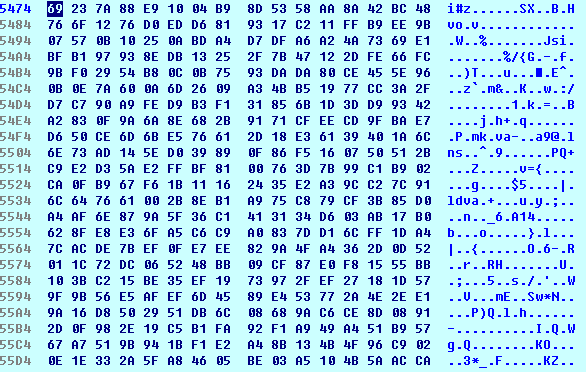 5474 69 23 7A 88 E9 10 04 B9 8D 53 58 AA 8A 42 BC 48 i#z......SX..B.H
5484 76 6F 12 76 D0 ED D6 81 93 17 C2 11 FF B9 EE 9B vo.v............
5494 07 57 0B 10 25 0A BD A4 D7 DF A6 A2 4A 73 69 E1 .W..%.......Jsi.
54A4 BF B1 97 93 8E DB 13 25 2F 7B 47 12 2D FE 66 FC .......%/{G.-.f.
54B4 9B F0 29 54 B8 0C 0B 75 93 DA DA 80 CE 45 5E 96 ..)T...u.....E^.
54C4 0B 0E 7A 60 0A 6D 26 09 A3 4B B5 19 77 CC 3A 2F ..z`.m&..K..w.:/
54D4 D7 C7 90 A9 FE D9 B3 F1 31 85 6B 1D 3D D9 93 42 ........1.k.=..B
54E4 A2 83 0F 9A 6A 8E 68 2B 91 71 CF EE CD 9F BA E7 ....j.h+.q......
54F4 D6 50 CE 6D 6B E5 76 61 2D 18 E3 61 39 40 1A 6C .P.mk.va-..a9@.l
5504 6E 73 AD 14 5E D0 39 89 0F 86 F5 16 07 50 51 2B ns..^.9......PQ+
5514 C9 E2 D3 5A E2 FF BF 81 00 76 3D 7B 99 C1 B9 02 ...Z.....v={....
5524 CA 0F B9 67 F6 1B 11 16 24 35 E2 A3 9C C2 7C 91 ...g....$5....|.
5534 6C 64 76 61 00 2B 8E B1 A9 75 C8 79 CF 3B 85 D0 ldva.+...u.y.;..
5544 A4 AF 6E 87 9A 5F 36 C1 41 31 34 D6 03 AB 17 B0 ..n.._6.A14.....
5554 62 8F E8 E3 6F A5 C6 C9 A0 83 7D D1 6C FF 1D A4 b...o.....}.l...
5564 7C AC DE 7B EF 0F E7 EE 82 9A 4F A4 36 2D 0D 52 |..{......O.6-.R
5574 01 1C 72 DC 06 52 48 BB 09 CF 87 E0 F8 15 55 BB ..r..RH.......U.
5584 10 3B C2 15 BE 35 EF 19 73 97 2F EF 27 18 1D 57 .;...5..s./.'..W
5594 9F 9B 56 E5 AF EF 6D 45 89 E4 53 77 2A 4E 2E E1 ..V...mE..Sw*N..
55A4 9A 16 D8 50 29 51 DB 6C 08 68 9A C6 CE 8D 08 91 ...P)Q.l.h......
55B4 2D 0F 98 2E 19 C5 B1 FA 92 F1 A9 49 A4 51 B9 57 -..........I.Q.W
55C4 67 A7 51 9B 94 1B F1 E2 A4 8B 13 4B 4F 96 C9 02 g.Q........KO...
55D4 0E 1E 33 2A 5F A8 46 05 BE 03 A5 10 4B 5A AC CA ..3*_.F.....KZ..